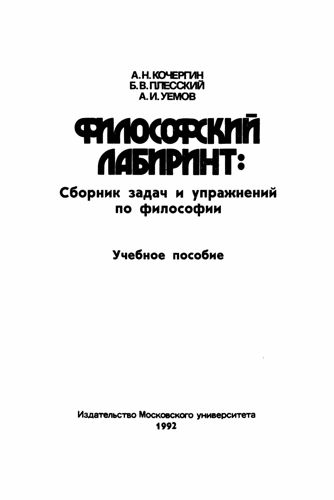 А. Н. КОЧЕРГИН
Б. В. ПЛЕССКИЙ
А. И. УЕМОВ
ФИЛОСОФСКИЙ
ЛАБИРИНТ:
Сборник задач и упражнений
по философии
Учебное пособие
Издательство Московского университета
1992